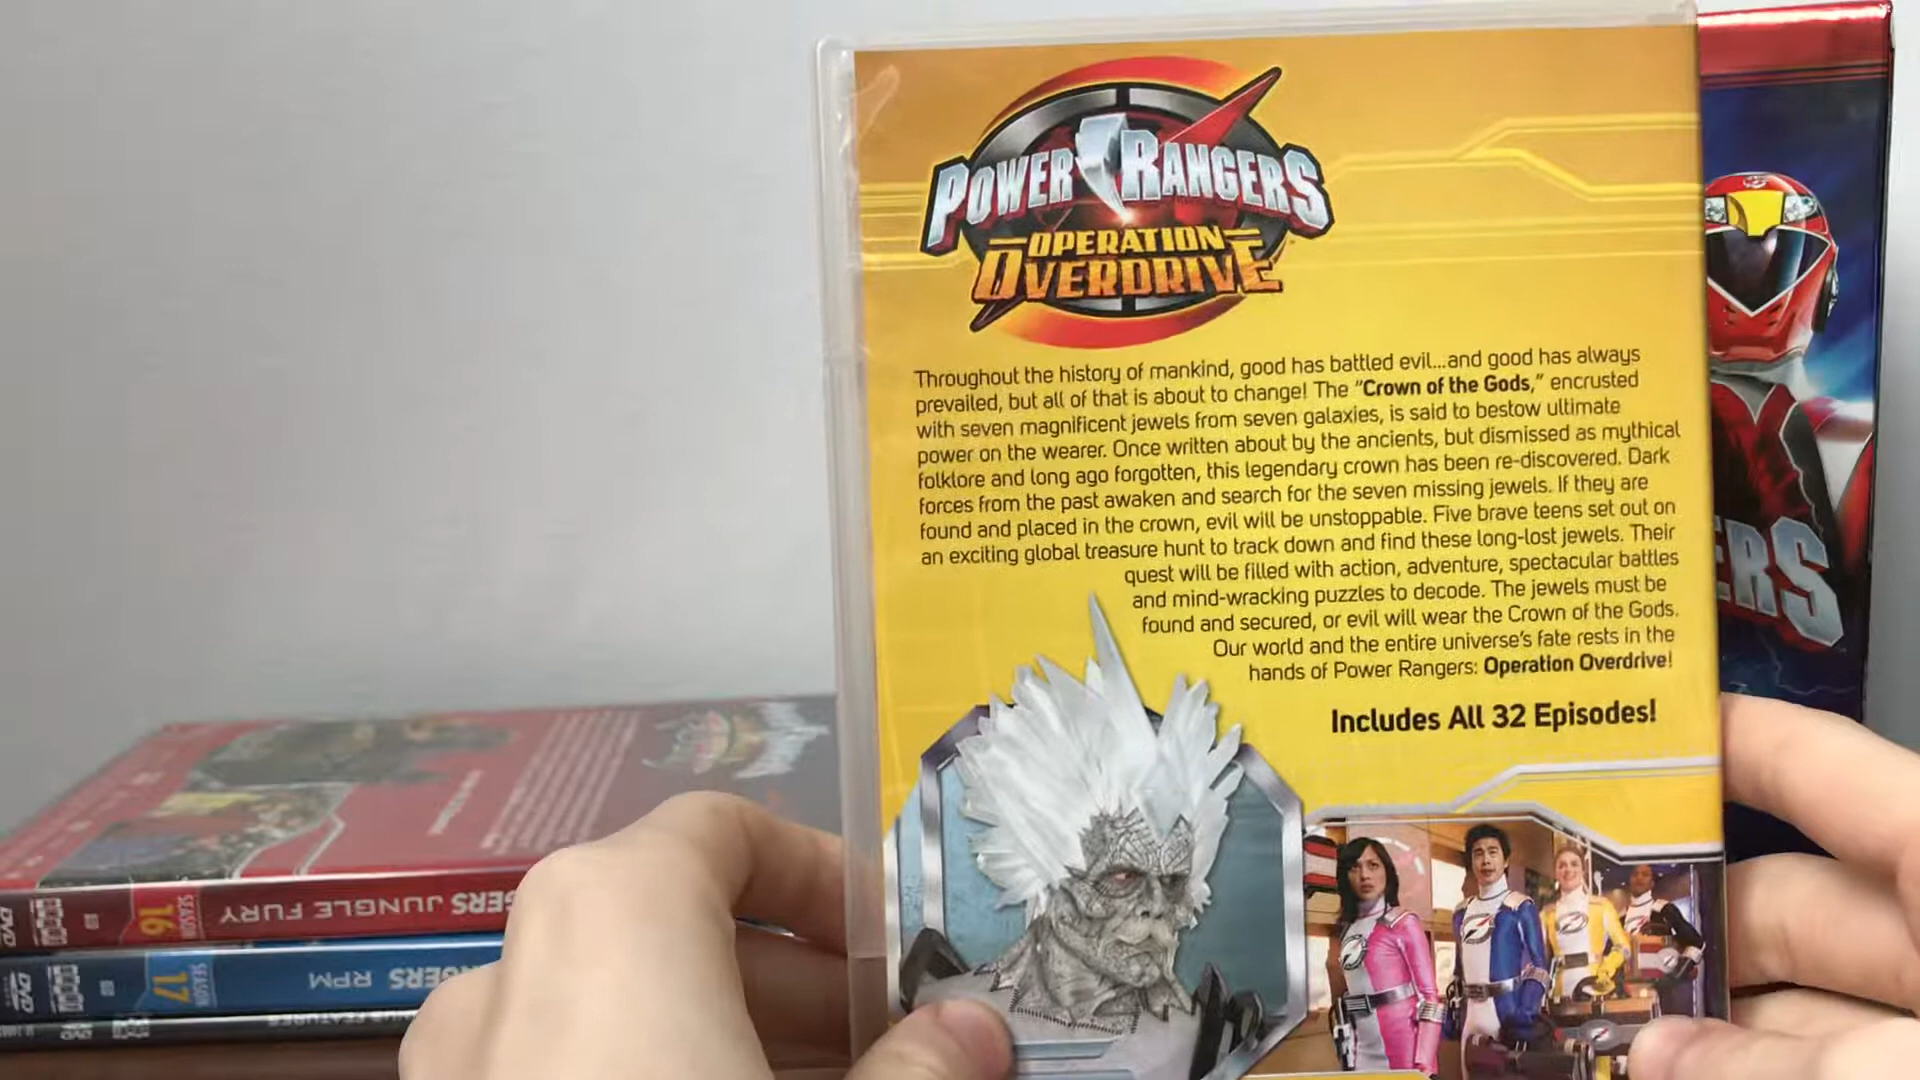 POWER RANGERS
OPERATION
OVERDRIVE
Throughout the history of mankind, good has battled evil...and good has always
prevailed, but all of that is about to change! The "Crown of the Gods," encrusted
with seven magnificent jewels from seven galaxies, is said to bestow ultimate
power on the wearer. Once written about by the ancients, but dismissed as mythical
folklore and long ago forgotten, this legendary crown has been re-discovered. Dark
forces from the past awaken and search for the seven missing jewels. If they are
found and placed in the crown, evil will be unstoppable. Five brave teens set out on
an exciting global treasure hunt to track down and find these long-lost jewels. Their
quest will be filled with action, adventure, spectacular battles
and mind-wracking puzzles to decode. The jewels must be
found and secured, or evil will wear the Crown of the Gods.
Our world and the entire universe's fate rests in the
hands of Power Rangers: Operation Overdrive!
Includes All 32 Episodes!
ERS
GERS JUNGLE FURY
SEASON
16
DVD
NGERS RPM
SEASON
17
DVD